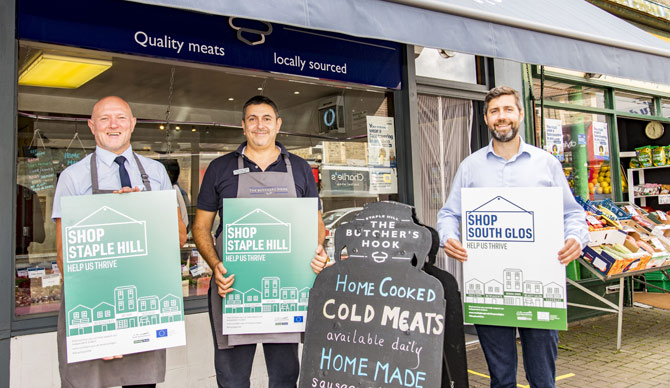 Quality meats
locally sourced
SHOP
STAPLE HILL
HELP US THRIVE
SHOP
STAPLE HILL
HELP US THRIVE
STAPLE HILL
THE
BUTCHER'S
HOOK
HOME COOKED
COLD MEATS
available daily
HOME MADE
SHOP
SOUTH GLOS
HELP US THRIVE
Charlie's